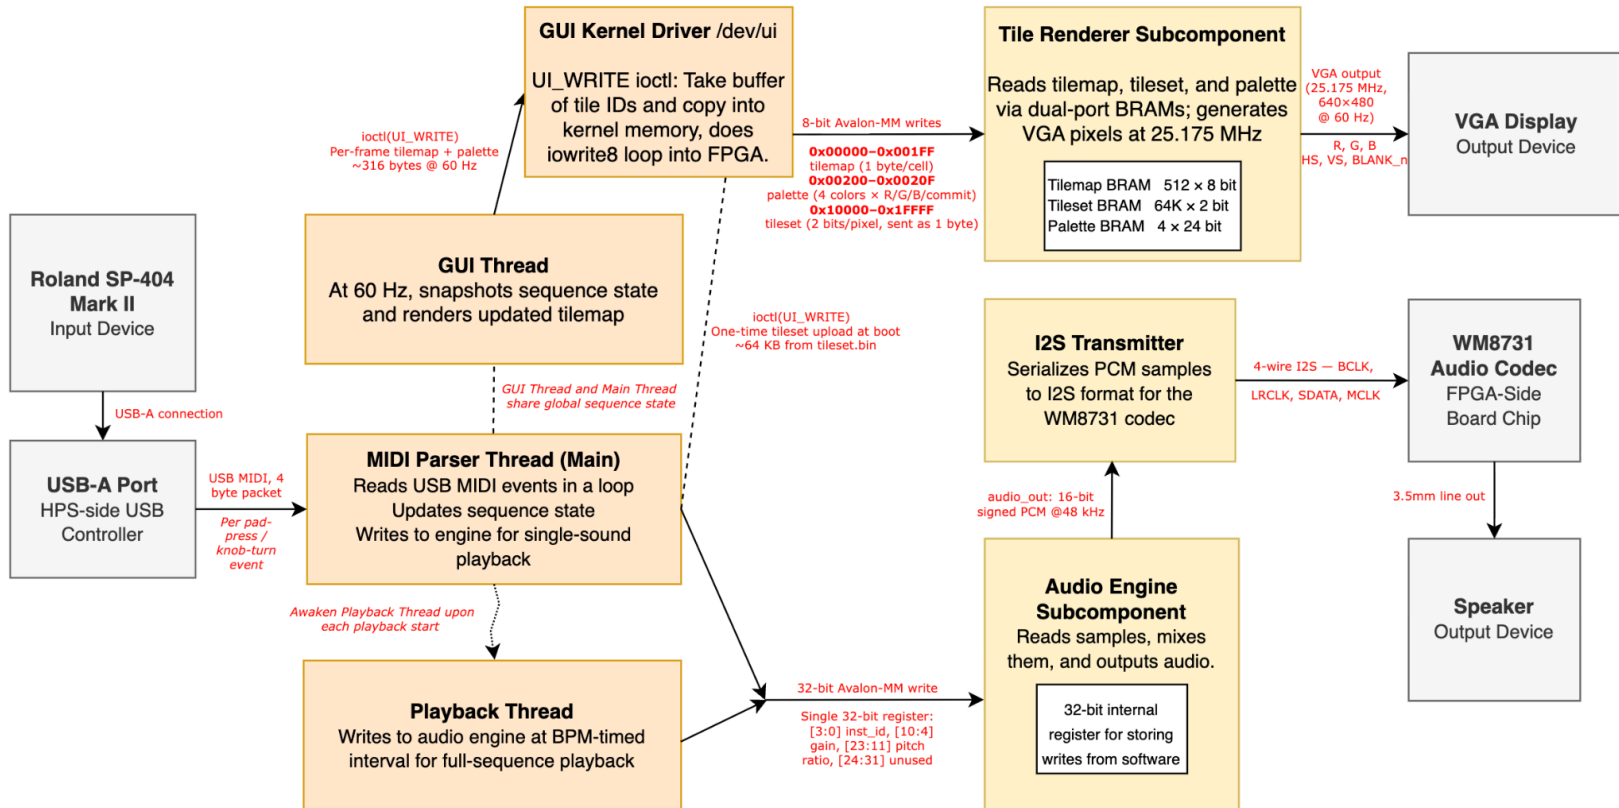 GUI Kernel Driver /dev/ui
UI_WRITE ioctl: Take buffer
of tile IDs and copy into
kernel memory, does
iowrite8 loop into FPGA.
ioctl(UI_WRITE)
Per-frame tilemap + palette
~316 bytes @ 60 Hz
8-bit Avalon-MM writes
0x00000–0x001FF
tilemap (1 byte/cell)
0x00200–0x0020F
palette (4 colors × R/G/B/commit)
0x10000–0x1FFFF
tileset (2 bits/pixel, sent as 1 byte)
Tile Renderer Subcomponent
Reads tilemap, tileset, and palette
via dual-port BRAMs; generates
VGA pixels at 25.175 MHz
Tilemap BRAM 512 × 8 bit
Tileset BRAM 64K × 2 bit
Palette BRAM 4 × 24 bit
VGA output
(25.175 MHz,
640×480
@ 60 Hz)
R, G, B
HS, VS, BLANK_n
VGA Display
Output Device
GUI Thread
At 60 Hz, snapshots sequence state
and renders updated tilemap
Roland SP-404
Mark II
Input Device
USB-A connection
ioctl(UI_WRITE)
One-time tileset upload at boot
~64 KB from tileset.bin
GUI Thread and Main Thread
share global sequence state
USB-A Port
HPS-side USB
Controller
USB MIDI, 4
byte packet
Per pad-
press /
knob-turn
event
MIDI Parser Thread (Main)
Reads USB MIDI events in a loop
Updates sequence state
Writes to engine for single-sound
playback
Awaken Playback Thread upon
each playback start
Playback Thread
Writes to audio engine at BPM-timed
interval for full-sequence playback
32-bit Avalon-MM write
Single 32-bit register:
[3:0] inst_id, [10:4]
gain, [23:11] pitch
ratio, [24:31] unused
I2S Transmitter
Serializes PCM samples
to I2S format for the
WM8731 codec
4-wire I2S — BCLK,
LRCLK, SDATA, MCLK
WM8731
Audio Codec
FPGA-Side
Board Chip
audio_out: 16-bit
signed PCM @48 kHz
3.5mm line out
Audio Engine
Subcomponent
Reads samples, mixes
them, and outputs audio.
32-bit internal
register for storing
writes from software
Speaker
Output Device